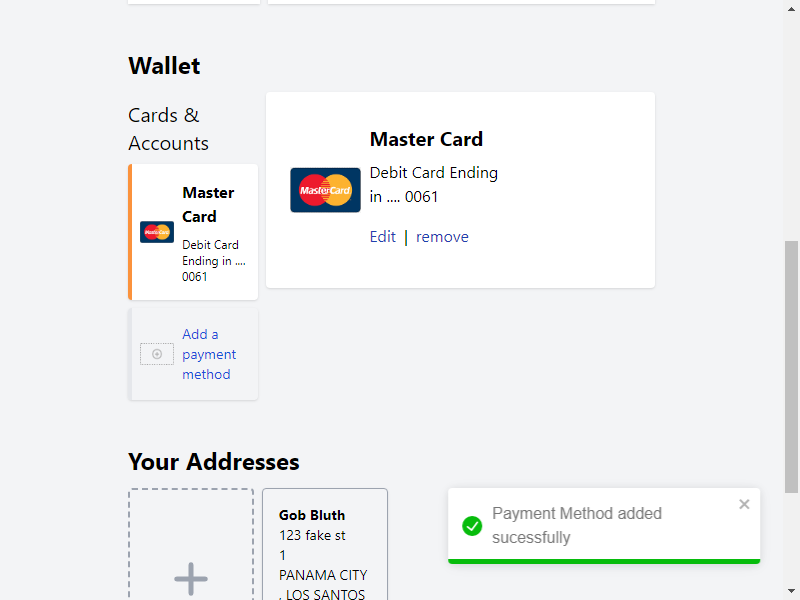 Wallet
Cards &
Accounts
Master
Card
MasterCard
Debit Card
Ending in ....
0061
Add a
payment
method
Master Card
MasterCard
Debit Card Ending
in .... 0061
Edit | remove
Your Addresses
Gob Bluth
123 fake st
1
PANAMA CITY
, LOS SANTOS
Payment Method added
sucessfully